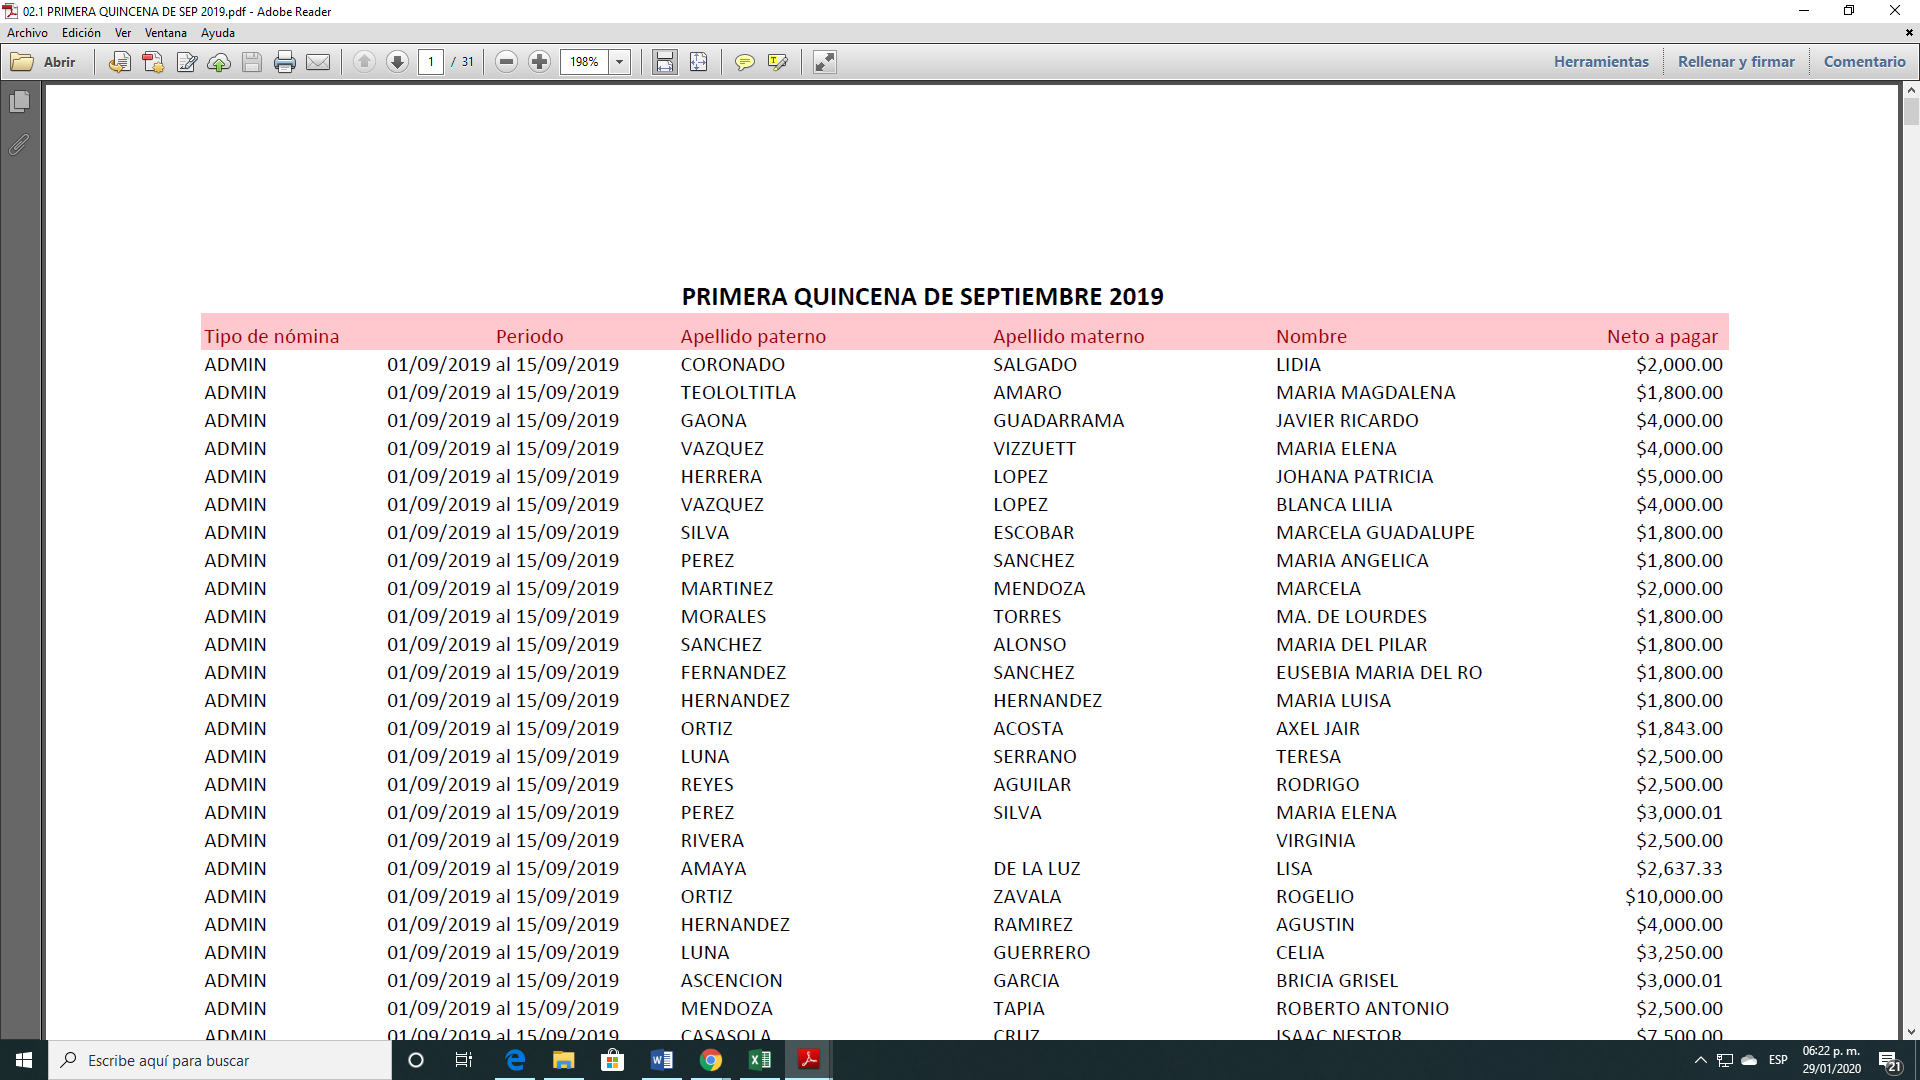 02.1 PRIMERA QUINCENA DE SEP 2019.pdf - Adobe Reader
Archivo Edición Ver Ventana Ayuda
Abrir 1 / 31 198% Herramientas Rellenar y firmar Comentario
PRIMERA QUINCENA DE SEPTIEMBRE 2019
Tipo de nómina Periodo Apellido paterno Apellido materno Nombre Neto a pagar
ADMIN 01/09/2019 al 15/09/2019 CORONADO SALGADO LIDIA $2,000.00
ADMIN 01/09/2019 al 15/09/2019 TEOLOLTITLA AMARO MARIA MAGDALENA $1,800.00
ADMIN 01/09/2019 al 15/09/2019 GAONA GUADARRAMA JAVIER RICARDO $4,000.00
ADMIN 01/09/2019 al 15/09/2019 VAZQUEZ VIZZUETT MARIA ELENA $4,000.00
ADMIN 01/09/2019 al 15/09/2019 HERRERA LOPEZ JOHANA PATRICIA $5,000.00
ADMIN 01/09/2019 al 15/09/2019 VAZQUEZ LOPEZ BLANCA LILIA $4,000.00
ADMIN 01/09/2019 al 15/09/2019 SILVA ESCOBAR MARCELA GUADALUPE $1,800.00
ADMIN 01/09/2019 al 15/09/2019 PEREZ SANCHEZ MARIA ANGELICA $1,800.00
ADMIN 01/09/2019 al 15/09/2019 MARTINEZ MENDOZA MARCELA $2,000.00
ADMIN 01/09/2019 al 15/09/2019 MORALES TORRES MA. DE LOURDES $1,800.00
ADMIN 01/09/2019 al 15/09/2019 SANCHEZ ALONSO MARIA DEL PILAR $1,800.00
ADMIN 01/09/2019 al 15/09/2019 FERNANDEZ SANCHEZ EUSEBIA MARIA DEL RO $1,800.00
ADMIN 01/09/2019 al 15/09/2019 HERNANDEZ HERNANDEZ MARIA LUISA $1,800.00
ADMIN 01/09/2019 al 15/09/2019 ORTIZ ACOSTA AXEL JAIR $1,843.00
ADMIN 01/09/2019 al 15/09/2019 LUNA SERRANO TERESA $2,500.00
ADMIN 01/09/2019 al 15/09/2019 REYES AGUILAR RODRIGO $2,500.00
ADMIN 01/09/2019 al 15/09/2019 PEREZ SILVA MARIA ELENA $3,000.01
ADMIN 01/09/2019 al 15/09/2019 RIVERA VIRGINIA $2,500.00
ADMIN 01/09/2019 al 15/09/2019 AMAYA DE LA LUZ LISA $2,637.33
ADMIN 01/09/2019 al 15/09/2019 ORTIZ ZAVALA ROGELIO $10,000.00
ADMIN 01/09/2019 al 15/09/2019 HERNANDEZ RAMIREZ AGUSTIN $4,000.00
ADMIN 01/09/2019 al 15/09/2019 LUNA GUERRERO CELIA $3,250.00
ADMIN 01/09/2019 al 15/09/2019 ASCENCION GARCIA BRICIA GRISEL $3,000.01
ADMIN 01/09/2019 al 15/09/2019 MENDOZA TAPIA ROBERTO ANTONIO $2,500.00
ADMIN 01/09/2019 al 15/09/2019 CASASOLA CRUZ ISAAC NESTOR $7,500.00
Escribe aquí para buscar ESP 06:22 p. m.
29/01/2020 21